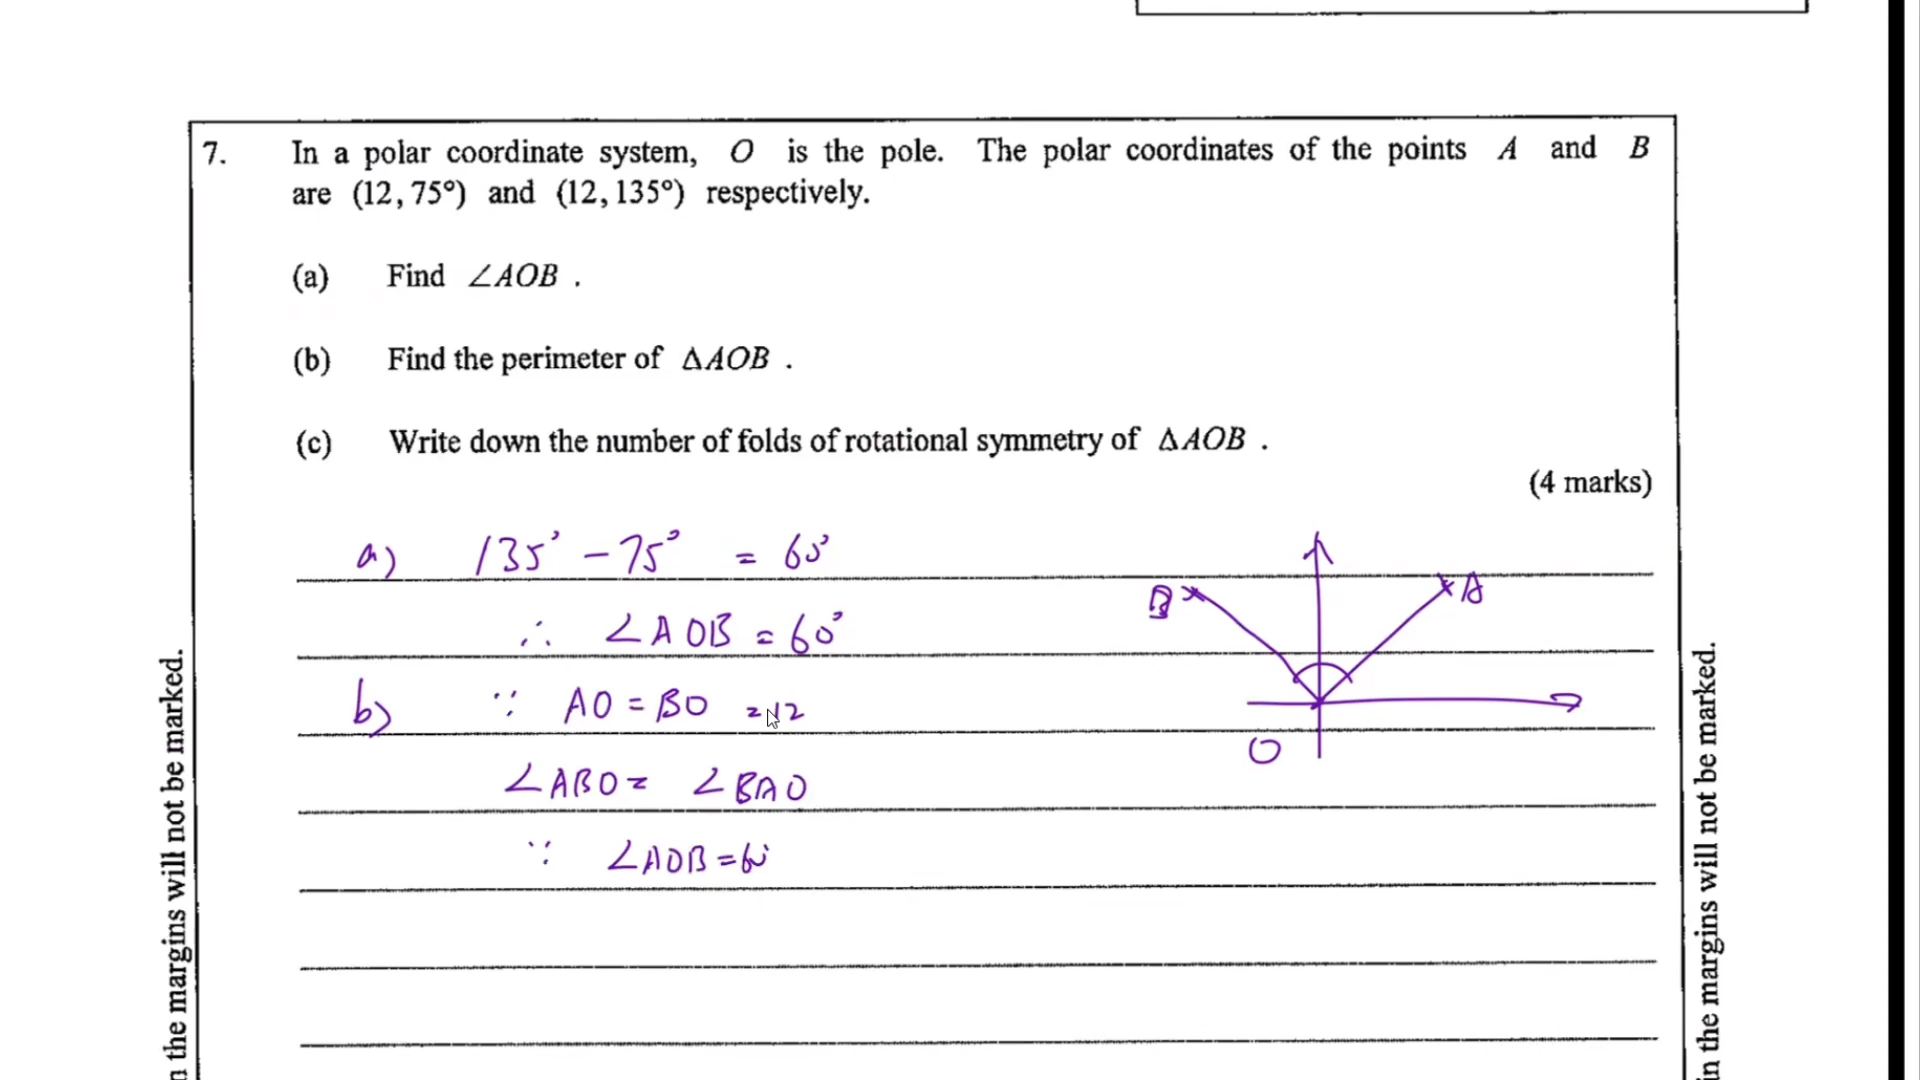 7. In a polar coordinate system, O is the pole. The polar coordinates of the points A and B
are (12, 75°) and (12, 135°) respectively.
(a) Find ∠AOB .
(b) Find the perimeter of ΔAOB .
(c) Write down the number of folds of rotational symmetry of ΔAOB .
(4 marks)
a) 135° - 75° = 60°
∴ ∠AOB = 60°
b) ∵ AO = BO = 12
∠ABO = ∠BAO
∵ ∠AOB = 60°
B
A
O
n the margins will not be marked.
n the margins will not be marked.